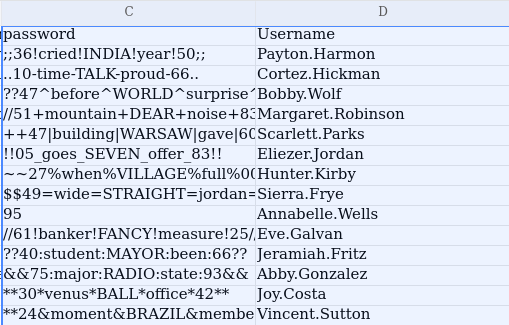 C D
password Username
;;36!cried!INDIA!year!50;; Payton.Harmon
..10-time-TALK-proud-66.. Cortez.Hickman
??47^before^WORLD^surprise^ Bobby.Wolf
//51+mountain+DEAR+noise+83 Margaret.Robinson
++47|building|WARSAW|gave|60 Scarlett.Parks
!!05_goes_SEVEN_offer_83!! Eliezer.Jordan
~~27%when%VILLAGE%full%00 Hunter.Kirby
$$49=wide=STRAIGHT=jordan= Sierra.Frye
95 Annabelle.Wells
//61!banker!FANCY!measure!25/ Eve.Galvan
??40:student:MAYOR:been:66?? Jeramiah.Fritz
&&75:major:RADIO:state:93&& Abby.Gonzalez
**30*venus*BALL*office*42** Joy.Costa
**24&moment&BRAZIL&membe Vincent.Sutton